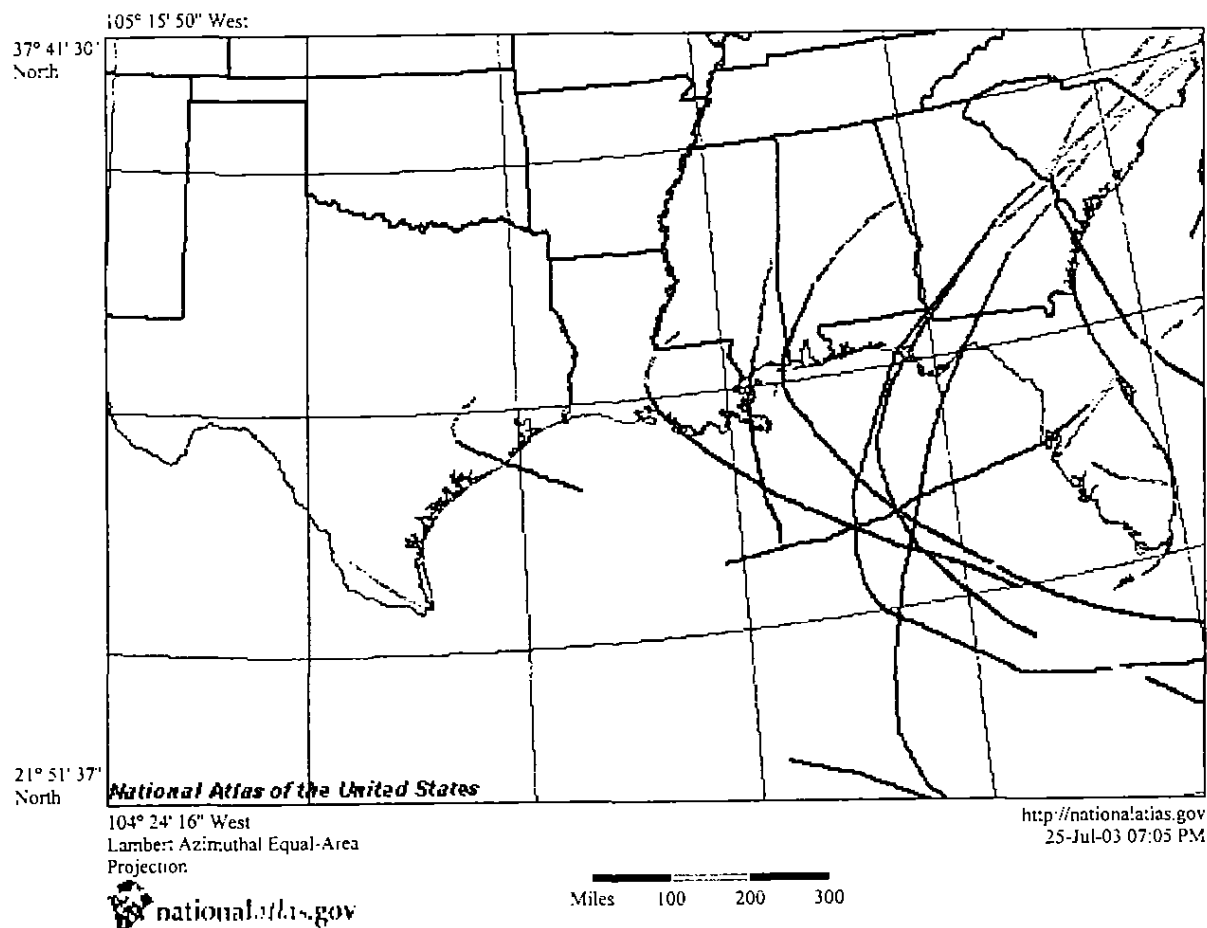 105° 15' 50" West
37° 41' 30"
North
21° 51' 37"
North
National Atlas of the United States
104° 24' 16" West
Lambert Azimuthal Equal-Area
Projection
http://nationalatlas.gov
25-Jul-03 07:05 PM
Miles 100 200 300
nationalatlas.gov